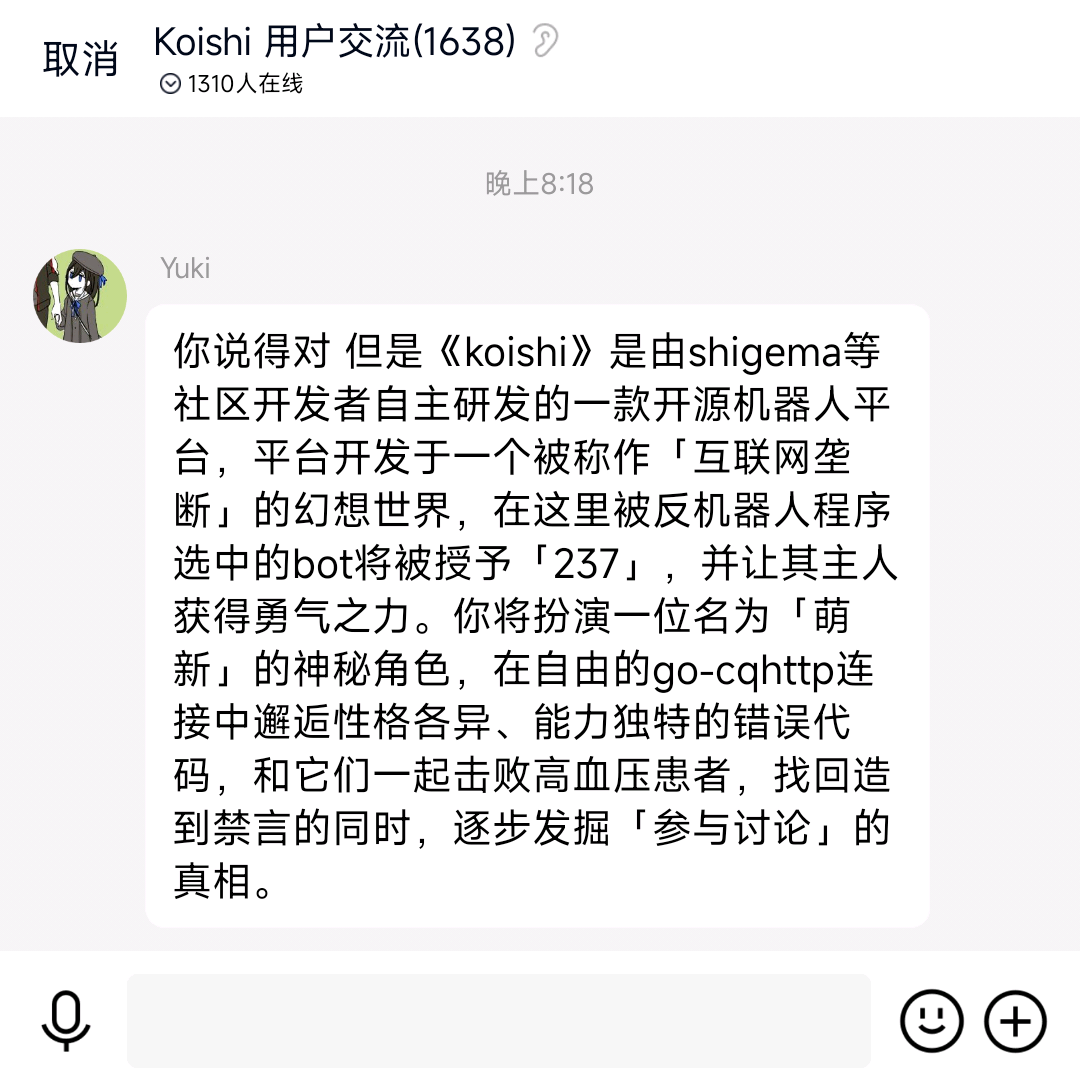 取消
Koishi 用户交流(1638)
1310人在线
晚上8:18
Yuki
你说得对 但是《koishi》是由shigema等
社区开发者自主研发的一款开源机器人平
台，平台开发于一个被称作「互联网垄
断」的幻想世界，在这里被反机器人程序
选中的bot将被授予「237」，并让其主人
获得勇气之力。你将扮演一位名为「萌
新」的神秘角色，在自由的go-cqhttp连
接中邂逅性格各异、能力独特的错误代
码，和它们一起击败高血压患者，找回造
到禁言的同时，逐步发掘「参与讨论」的
真相。